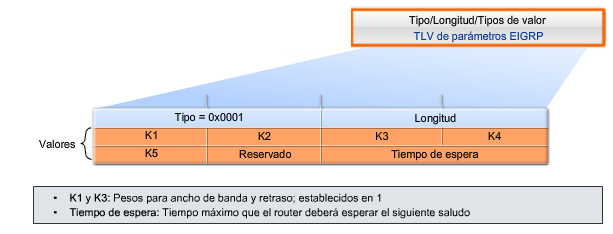 Tipo/Longitud/Tipos de valor
TLV de parámetros EIGRP
Tipo = 0x0001 Longitud
Valores
K1 K2 K3 K4
K5 Reservado Tiempo de espera
• K1 y K3: Pesos para ancho de banda y retraso; establecidos en 1
• Tiempo de espera: Tiempo máximo que el router deberá esperar el siguiente saludo